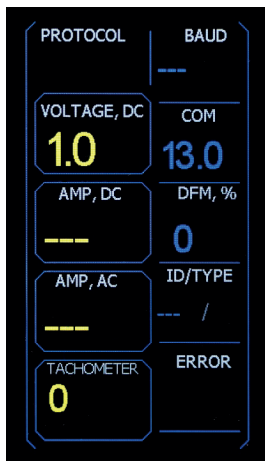 PROTOCOL
BAUD
---
VOLTAGE, DC
1.0
COM
13.0
AMP, DC
---
DFM, %
0
AMP, AC
---
ID/TYPE
--- /
TACHOMETER
0
ERROR